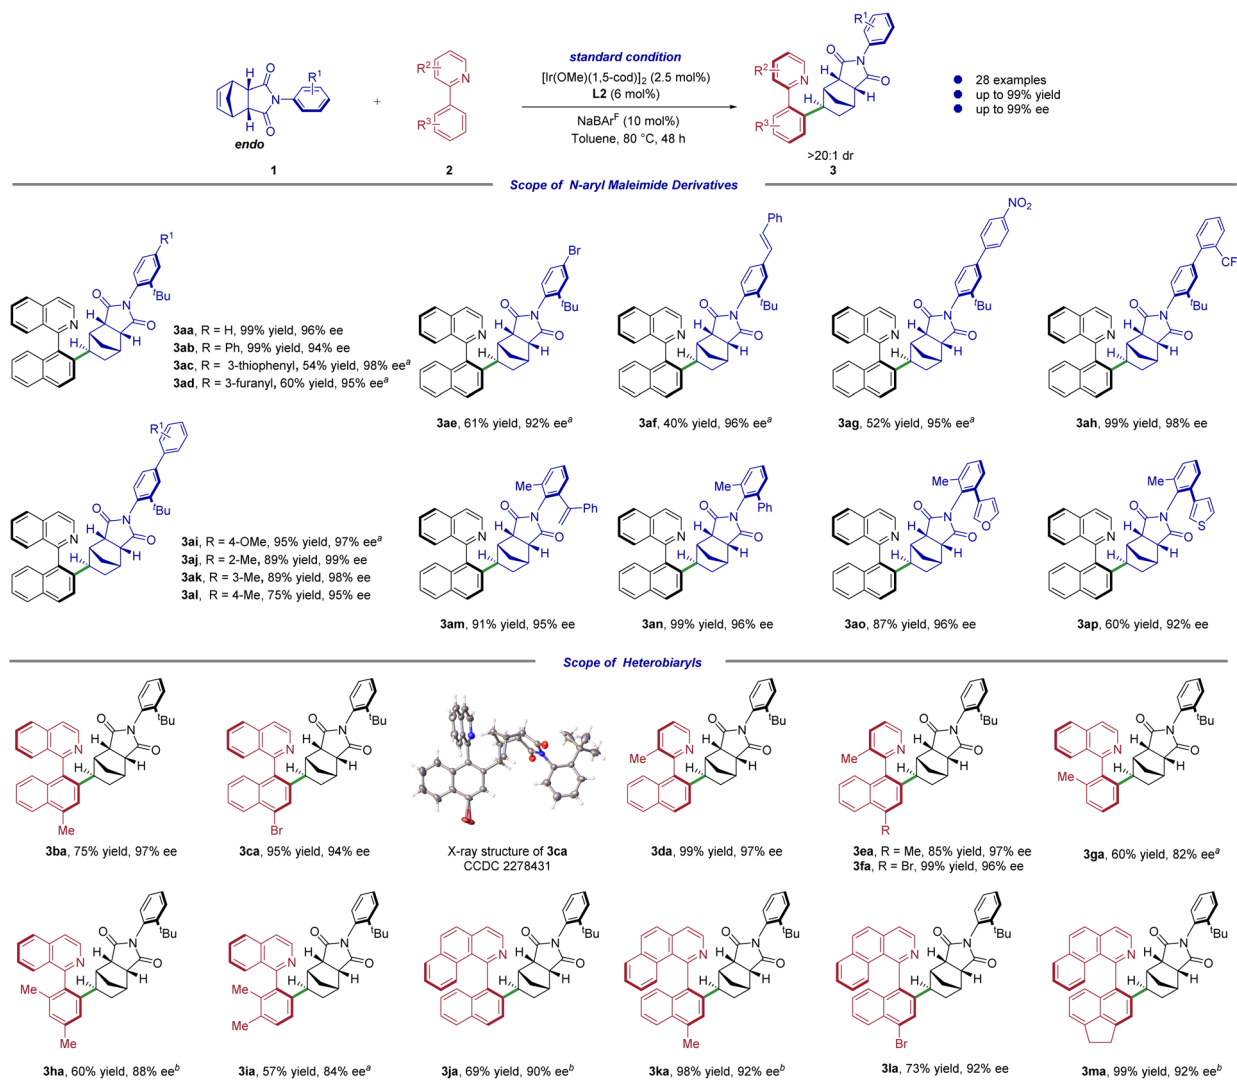 standard condition
[Ir(OMe)(1,5-cod)]2 (2.5 mol%)
L2 (6 mol%)
NaBArF (10 mol%)
Toluene, 80 °C, 48 h
endo
R1
R2
R3
+
1
2
>20:1 dr
3
28 examples
up to 99% yield
up to 99% ee
Scope of N-aryl Maleimide Derivatives
3aa, R = H, 99% yield, 96% ee
3ab, R = Ph, 99% yield, 94% ee
3ac, R = 3-thiophenyl, 54% yield, 98% eea
3ad, R = 3-furanyl, 60% yield, 95% eea
Br
Ph
NO2
CF
tBu
3ae, 61% yield, 92% eea
3af, 40% yield, 96% eea
3ag, 52% yield, 95% eea
3ah, 99% yield, 98% ee
3ai, R = 4-OMe, 95% yield, 97% eea
3aj, R = 2-Me, 89% yield, 99% ee
3ak, R = 3-Me, 89% yield, 98% ee
3al, R = 4-Me, 75% yield, 95% ee
3am, 91% yield, 95% ee
3an, 99% yield, 96% ee
3ao, 87% yield, 96% ee
3ap, 60% yield, 92% ee
Scope of Heterobiaryls
3ba, 75% yield, 97% ee
3ca, 95% yield, 94% ee
X-ray structure of 3ca
CCDC 2278431
3da, 99% yield, 97% ee
3ea, R = Me, 85% yield, 97% ee
3fa, R = Br, 99% yield, 96% ee
3ga, 60% yield, 82% eea
3ha, 60% yield, 88% eeb
3ia, 57% yield, 84% eea
3ja, 69% yield, 90% eeb
3ka, 98% yield, 92% eeb
3la, 73% yield, 92% ee
3ma, 99% yield, 92% eeb